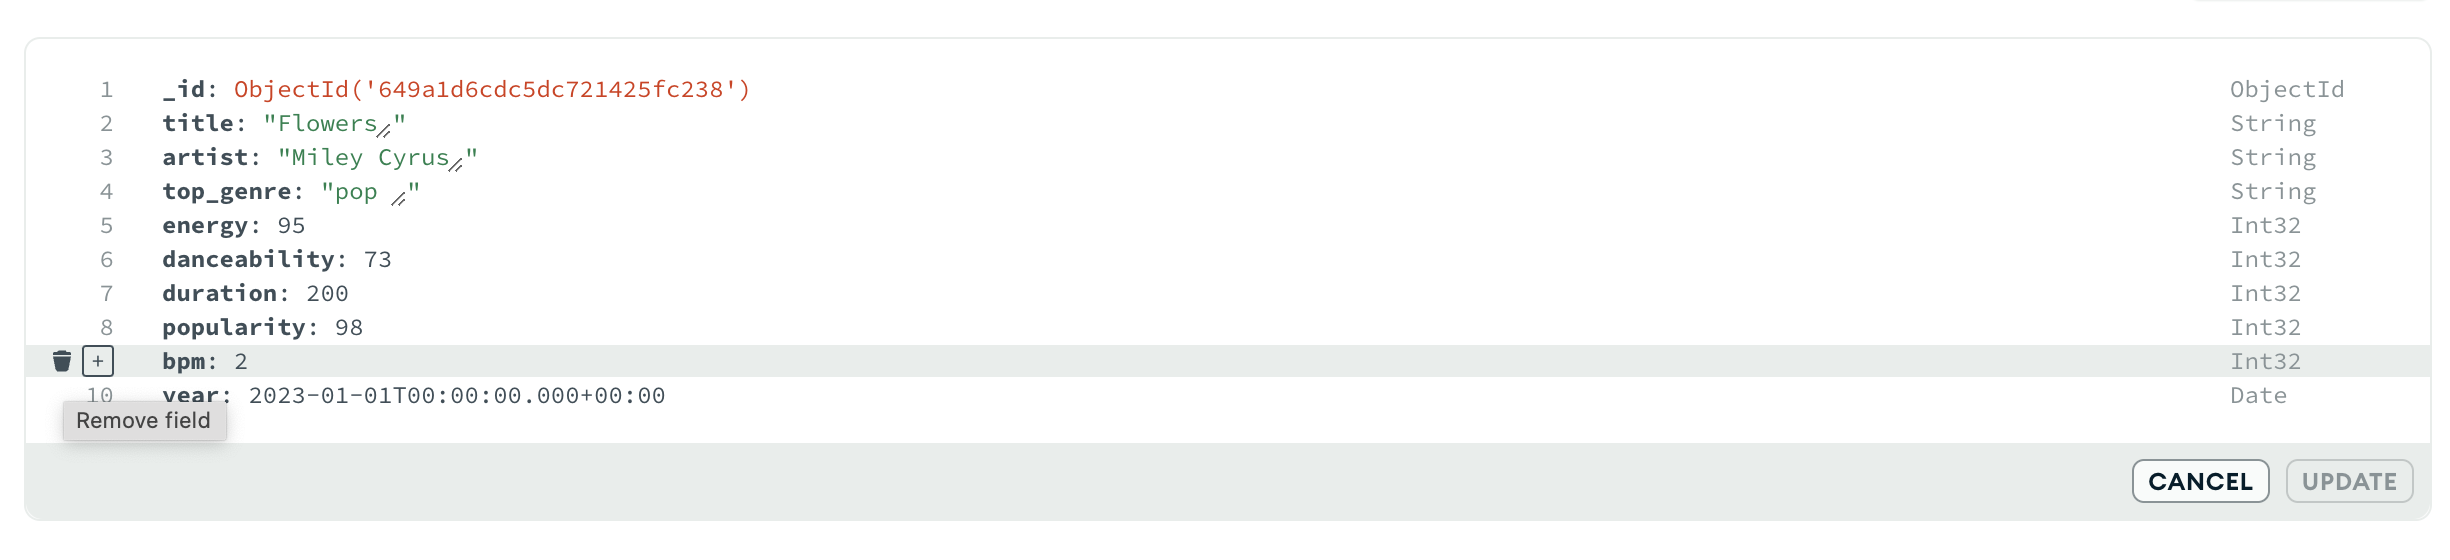 1 _id: ObjectId('649a1d6cdc5dc721425fc238') ObjectId
2 title: "Flowers" String
3 artist: "Miley Cyrus" String
4 top_genre: "pop " String
5 energy: 95 Int32
6 danceability: 73 Int32
7 duration: 200 Int32
8 popularity: 98 Int32
+ bpm: 2 Int32
10 year: 2023-01-01T00:00:00.000+00:00 Date
Remove field
CANCEL UPDATE